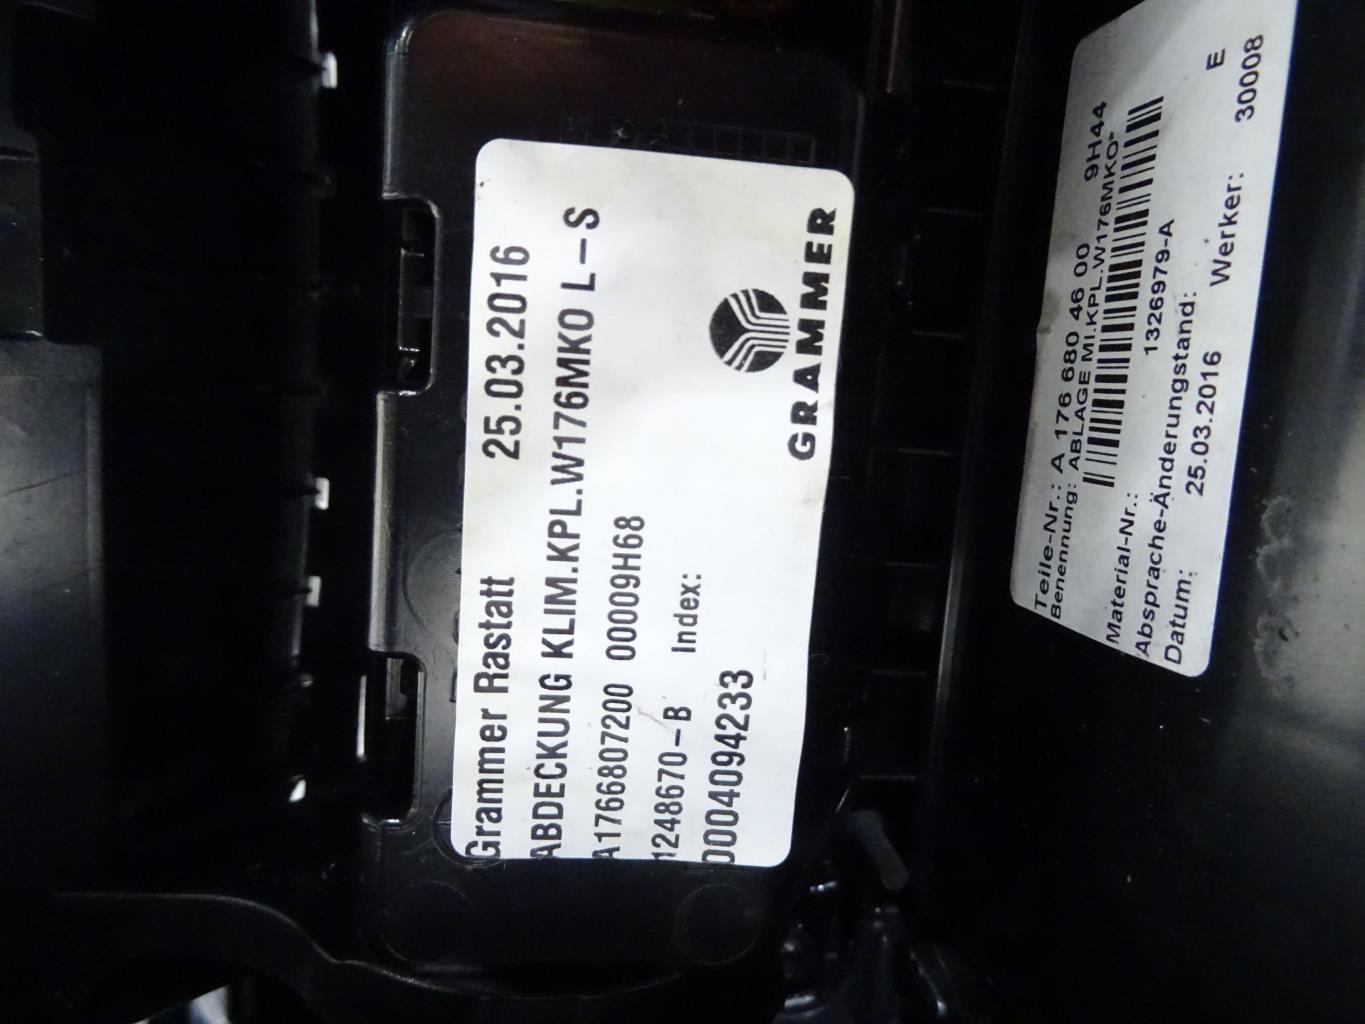 Grammer Rastatt 25.03.2016
ABDECKUNG KLIM.KPL.W176MKO L-S
A1766807200 00009H68
1248670-B Index:
0004094233
GRAMMER
Teile-Nr.: A 176 680 46 00 9H44
Benennung: ABLAGE MI.KPL.W176MKO*
Material-Nr.: 1326979-A
Absprache-Änderungstand: E
Datum: 25.03.2016 Werker: 30008